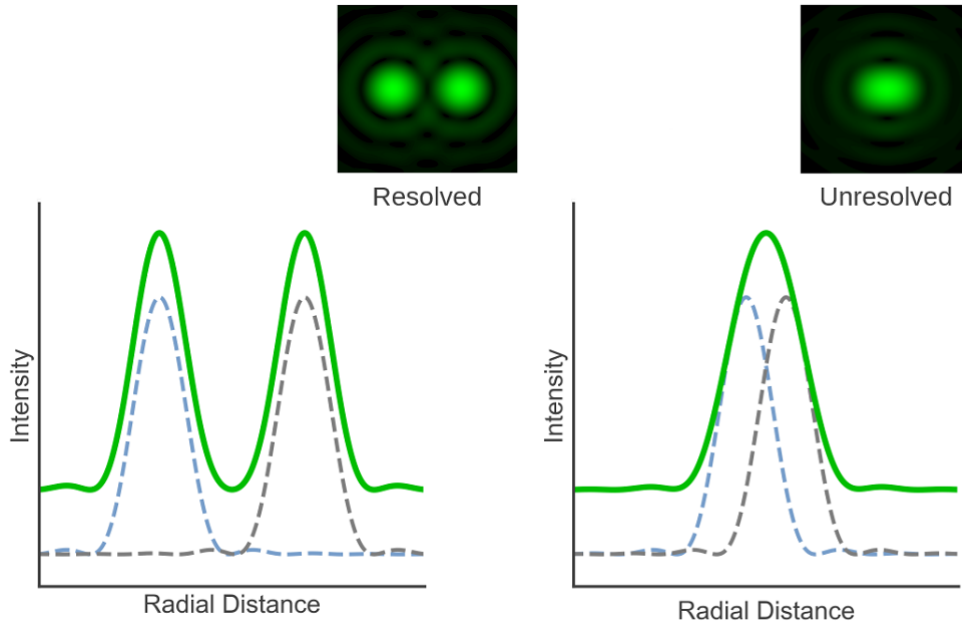 Resolved
Unresolved
Intensity
Radial Distance
Intensity
Radial Distance